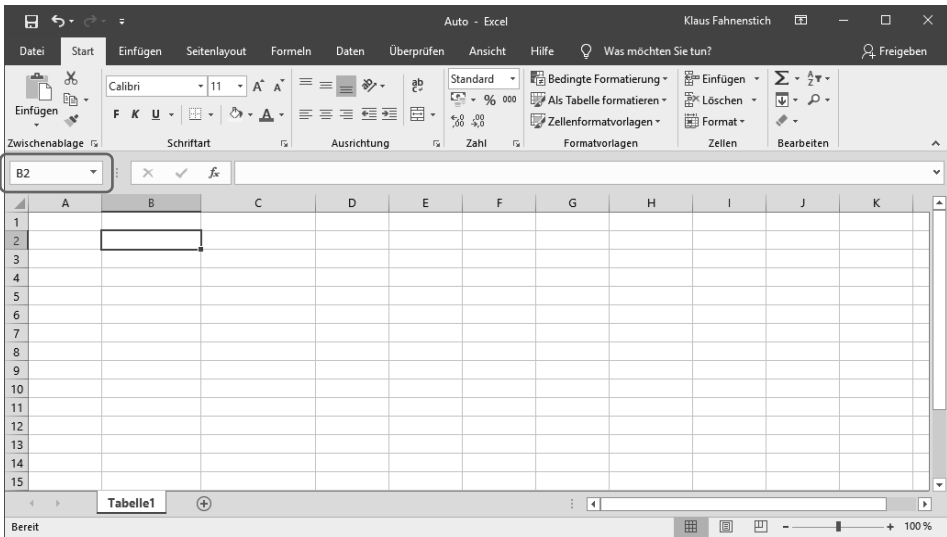 Auto - Excel Klaus Fahnenstich
Datei Start Einfügen Seitenlayout Formeln Daten Überprüfen Ansicht Hilfe Was möchten Sie tun? Freigeben
Einfügen
Calibri 11 A A
F K U A
ab
Standard
% 000
Bedingte Formatierung
Als Tabelle formatieren
Zellenformatvorlagen
Einfügen
Löschen
Format
Zwischenablage Schriftart Ausrichtung Zahl Formatvorlagen Zellen Bearbeiten
B2 fx
A B C D E F G H I J K
1
2
3
4
5
6
7
8
9
10
11
12
13
14
15
Tabelle1
Bereit 100 %